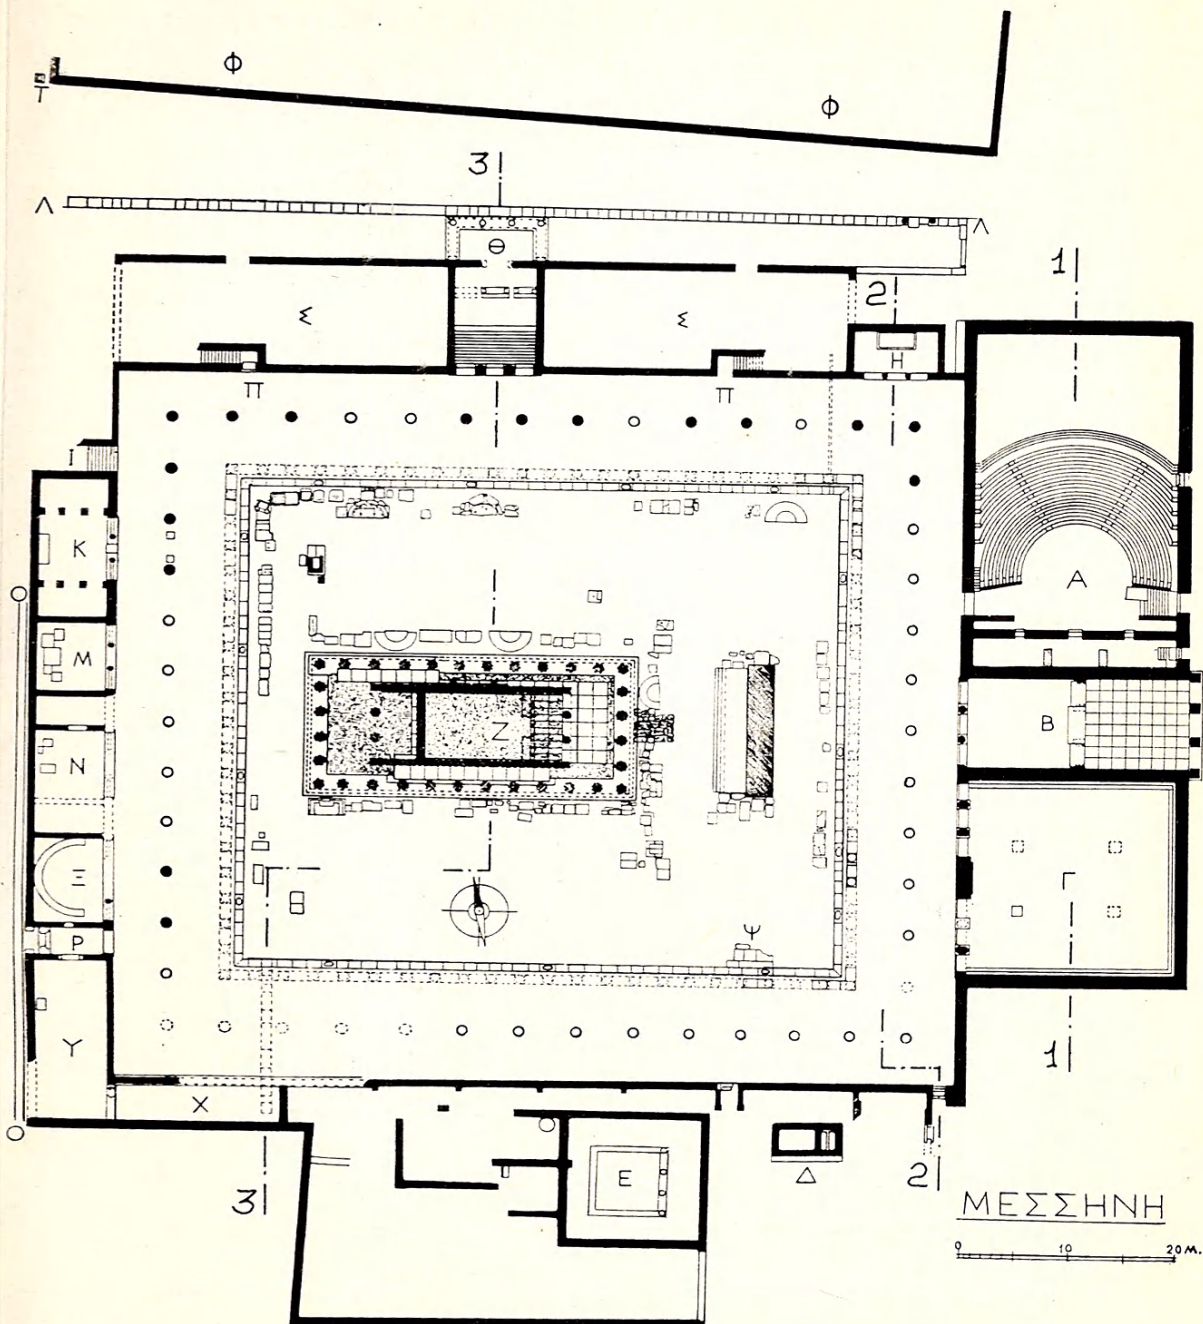 Φ
Φ
Τ
3
Λ
Λ
Θ
1
2
Σ
Σ
Η
Π
Π
Ι
Κ
Α
Ο
Μ
Β
Ζ
Ν
Ξ
Γ
Ρ
Ψ
Υ
1
Χ
Ο
Ε
Δ
2
3
ΜΕΣΣΗΝΗ
0 10 20 Μ.